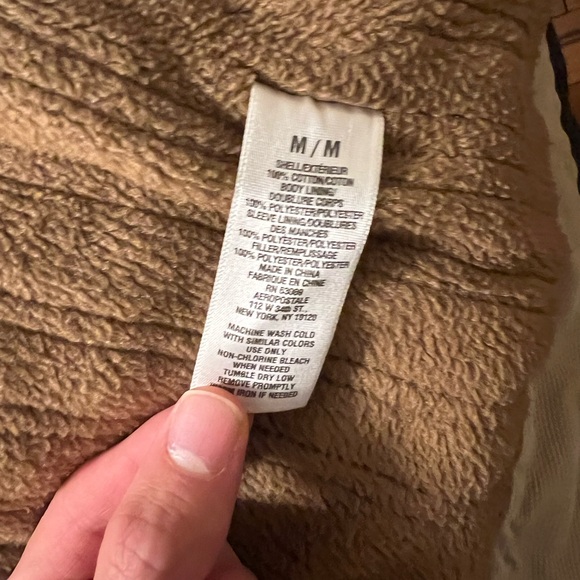 M/M
SHELL/EXTÉRIEUR
100% COTTON/COTON
BODY LINING/
DOUBLURE CORPS
100% POLYESTER/POLYESTER
SLEEVE LINING/DOUBLURES
DES MANCHES
100% POLYESTER/POLYESTER
FILLER/REMPLISSAGE
100% POLYESTER/POLYESTER
MADE IN CHINA
FABRIQUE EN CHINE
RN 63099
AEROPOSTALE
112 W 34th ST.,
NEW YORK, NY 10120
MACHINE WASH COLD
WITH SIMILAR COLORS
USE ONLY
NON-CHLORINE BLEACH
WHEN NEEDED
TUMBLE DRY LOW
REMOVE PROMPTLY
IRON IF NEEDED